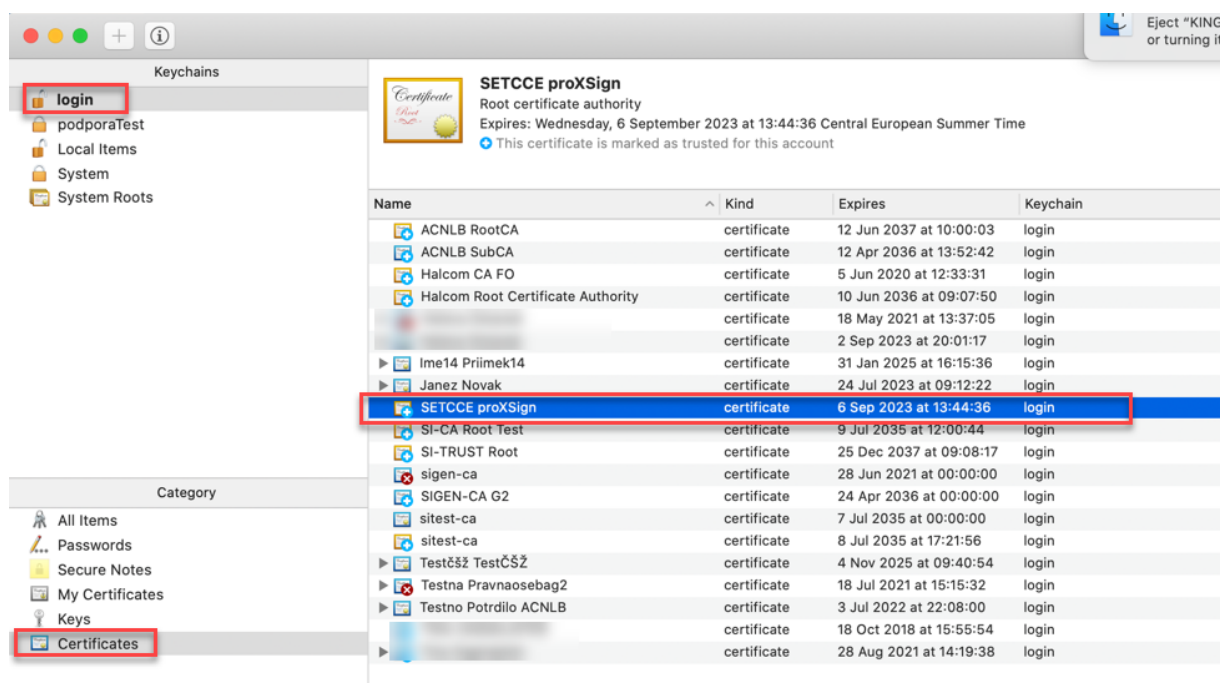 Eject “KING
or turning it
Keychains
login
podporaTest
Local Items
System
System Roots
Certificate
Root
SETCCE proXSign
Root certificate authority
Expires: Wednesday, 6 September 2023 at 13:44:36 Central European Summer Time
This certificate is marked as trusted for this account
Name Kind Expires Keychain
ACNLB RootCA certificate 12 Jun 2037 at 10:00:03 login
ACNLB SubCA certificate 12 Apr 2036 at 13:52:42 login
Halcom CA FO certificate 5 Jun 2020 at 12:33:31 login
Halcom Root Certificate Authority certificate 10 Jun 2036 at 09:07:50 login
certificate 18 May 2021 at 13:37:05 login
certificate 2 Sep 2023 at 20:01:17 login
Ime14 Priimek14 certificate 31 Jan 2025 at 16:15:36 login
Janez Novak certificate 24 Jul 2023 at 09:12:22 login
SETCCE proXSign certificate 6 Sep 2023 at 13:44:36 login
SI-CA Root Test certificate 9 Jul 2035 at 12:00:44 login
SI-TRUST Root certificate 25 Dec 2037 at 09:08:17 login
sigen-ca certificate 28 Jun 2021 at 00:00:00 login
SIGEN-CA G2 certificate 24 Apr 2036 at 00:00:00 login
sitest-ca certificate 7 Jul 2035 at 00:00:00 login
sitest-ca certificate 8 Jul 2035 at 17:21:56 login
Testčšž TestČŠŽ certificate 4 Nov 2025 at 09:40:54 login
Testna Pravnaosebag2 certificate 18 Jul 2021 at 15:15:32 login
Testno Potrdilo ACNLB certificate 3 Jul 2022 at 22:08:00 login
certificate 18 Oct 2018 at 15:55:54 login
certificate 28 Aug 2021 at 14:19:38 login
Category
All Items
Passwords
Secure Notes
My Certificates
Keys
Certificates